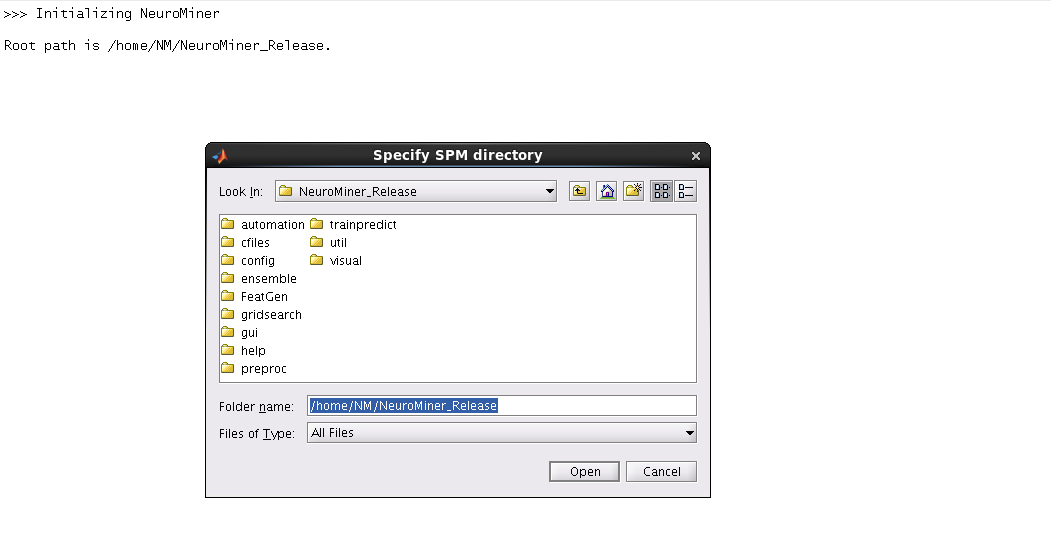 >>> Initializing NeuroMiner
Root path is /home/NM/NeuroMiner_Release.
Specify SPM directory
Look In: NeuroMiner_Release
automation trainpredict
cfiles util
config visual
ensemble
FeatGen
gridsearch
gui
help
preproc
Folder name: /home/NM/NeuroMiner_Release
Files of Type: All Files
Open Cancel